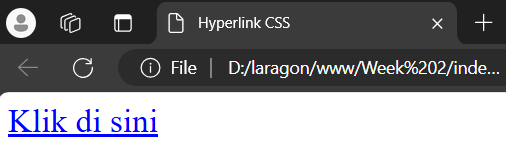 Hyperlink CSS
File | D:/laragon/www/Week%202/inde...
Klik di sini